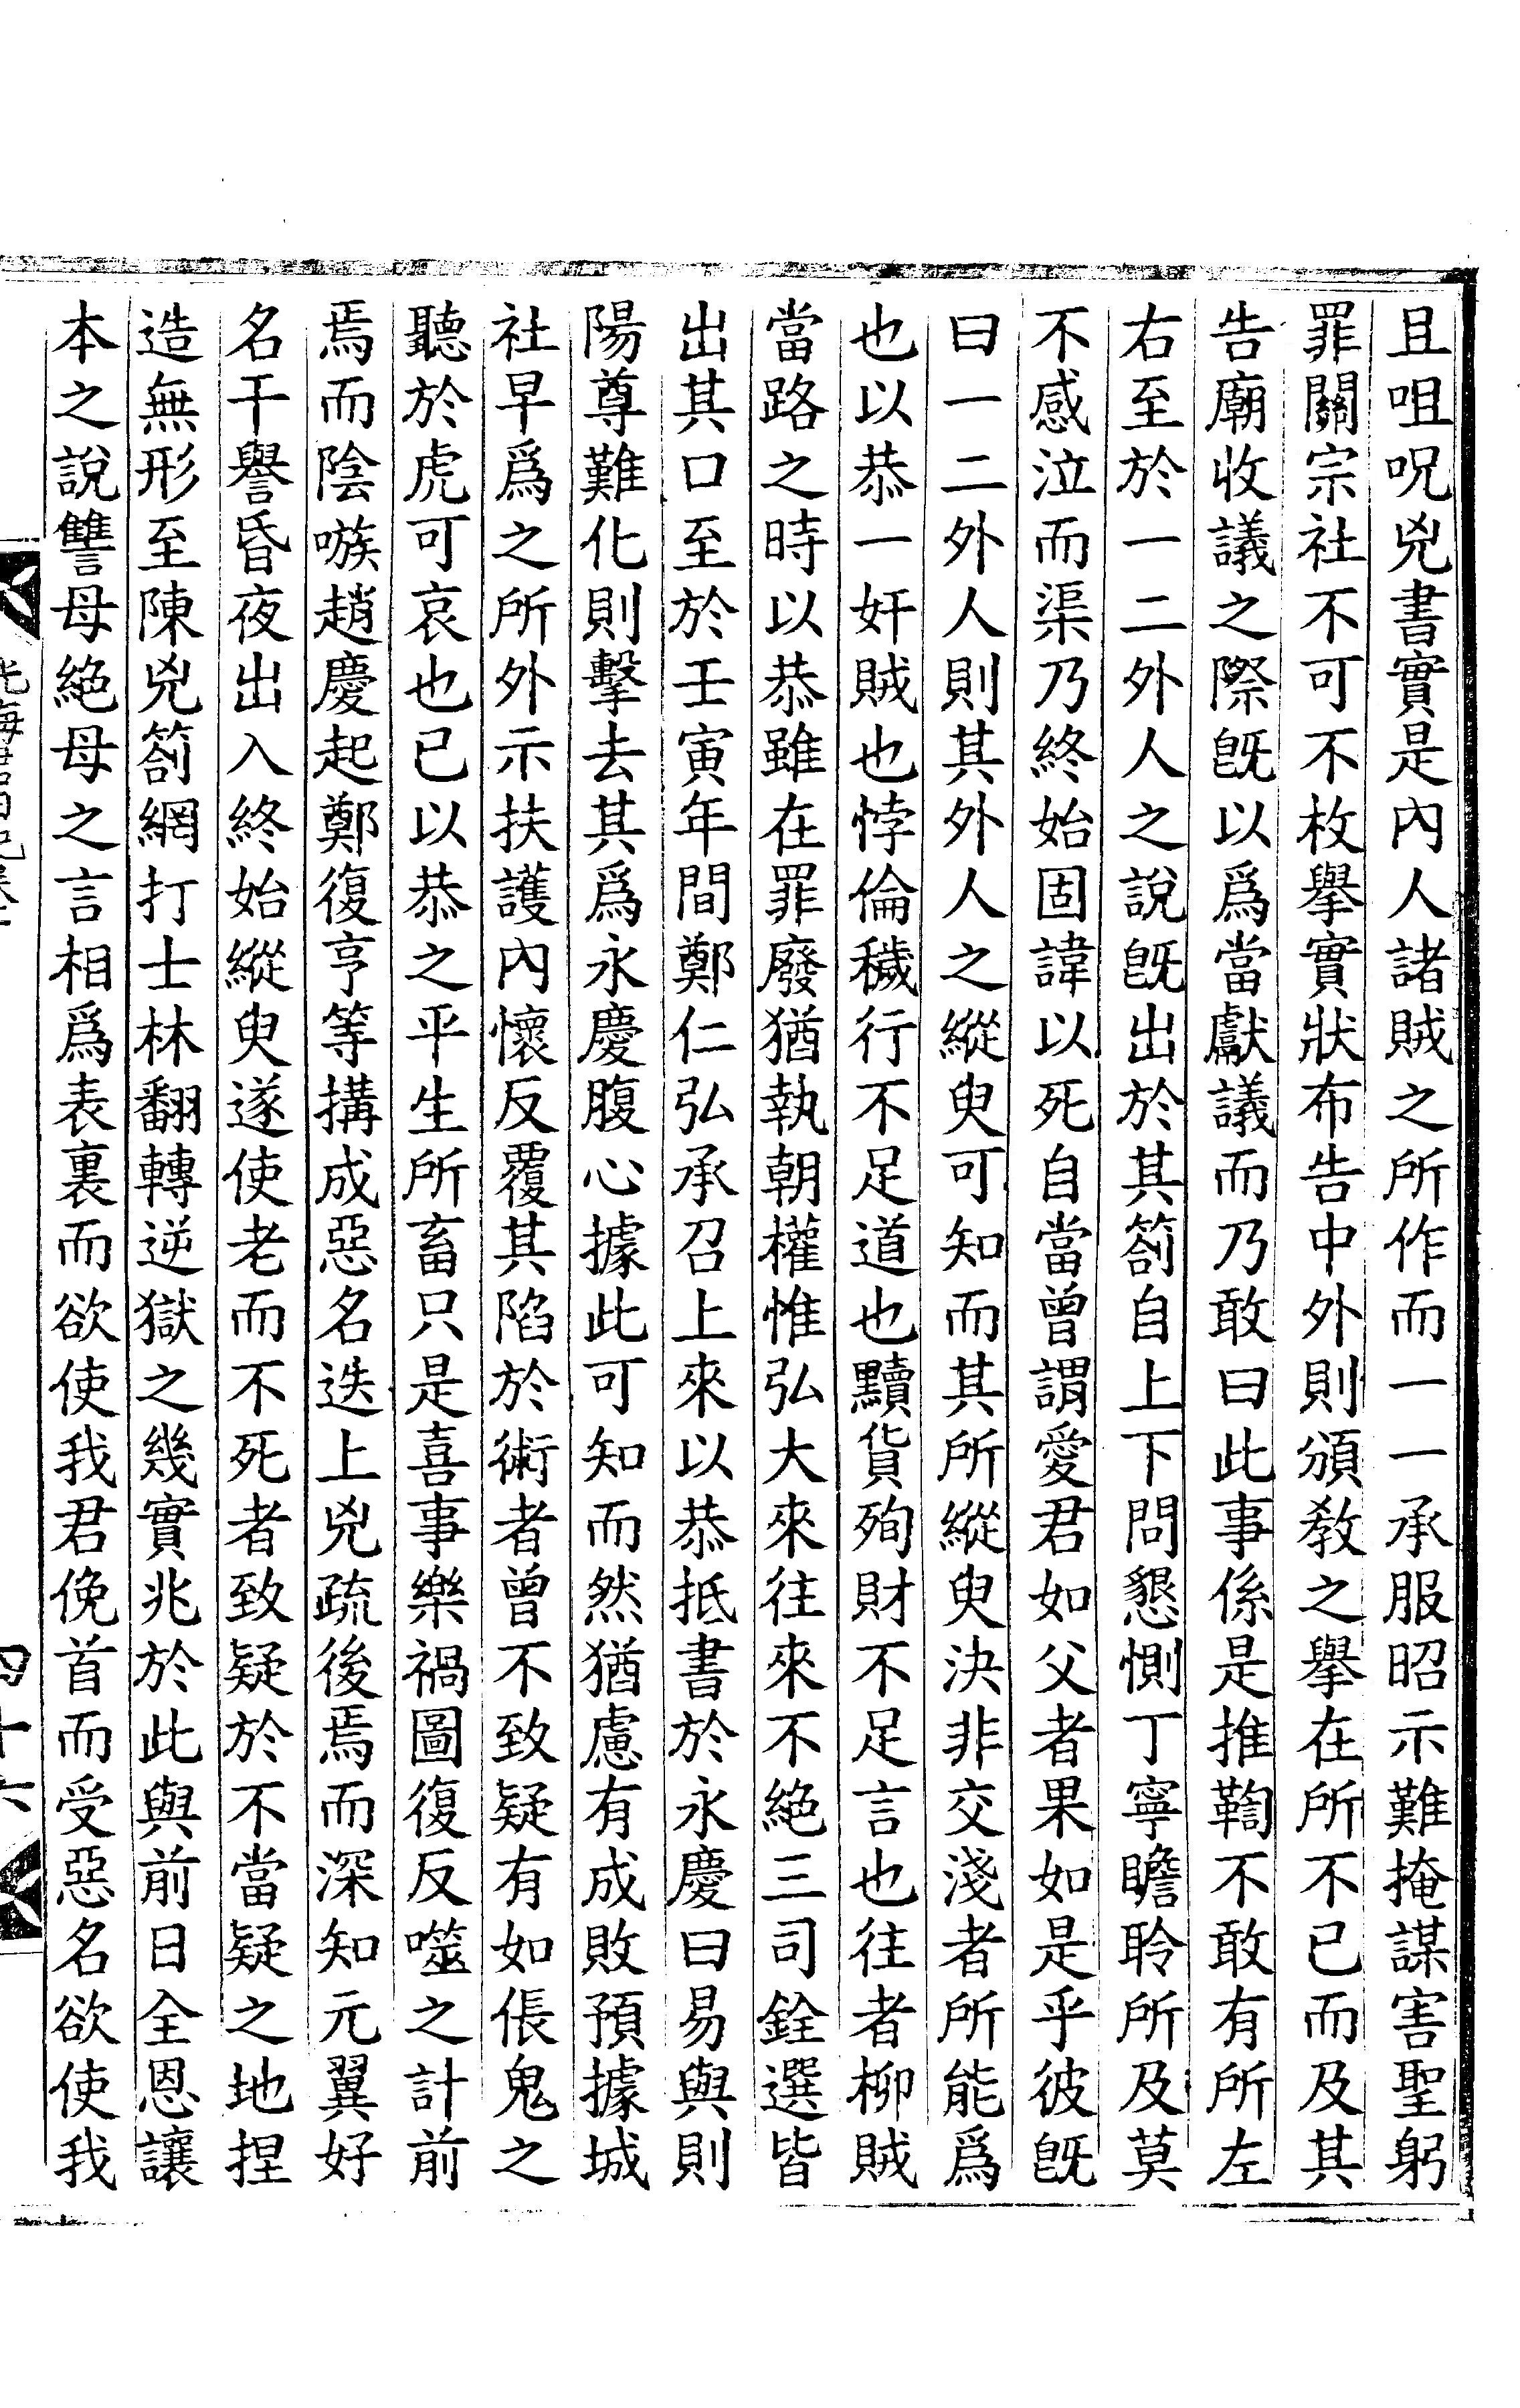 且咀呪兇書實是內人諸賊之所作而一一承服昭示難掩謀害聖躬
罪關宗社不可不枚擧實狀布告中外則頒敎之擧在所不已而及其
告廟收議之際旣以爲當獻議而乃敢曰此事係是推鞫不敢有所左
右至於一二外人之說旣出於其箚自上下問懇惻丁寧瞻聆所及莫
不感泣而渠乃終始固諱以死自當曾謂愛君如父者果如是乎彼旣
曰一二外人則其外人之縱臾可知而其所縱臾決非交淺者所能爲
也以恭一奸賊也悖倫穢行不足道也黷貨殉財不足言也往者柳賊
當路之時以恭雖在罪廢猶執朝權惟弘大來往來不絶三司銓選皆
出其口至於壬寅年間鄭仁弘承召上來以恭抵書於永慶曰易與則
陽尊難化則擊去其爲永慶腹心據此可知而然猶慮有成敗預據城
社早爲之所外示扶護內懷反覆其陷於術者曾不致疑有如倀鬼之
聽於虎可哀也已以恭之平生所畜只是喜事樂禍圖復反噬之計前
焉而陰嗾趙慶起鄭復亨等搆成惡名迭上兇疏後焉而深知元翼好
名干譽昏夜出入終始縱臾遂使老而不死者致疑於不當疑之地捏
造無形至陳兇箚網打士林翻轉逆獄之幾實兆於此與前日全恩讓
本之說讐母絶母之言相爲表裏而欲使我君俛首而受惡名欲使我
四十六